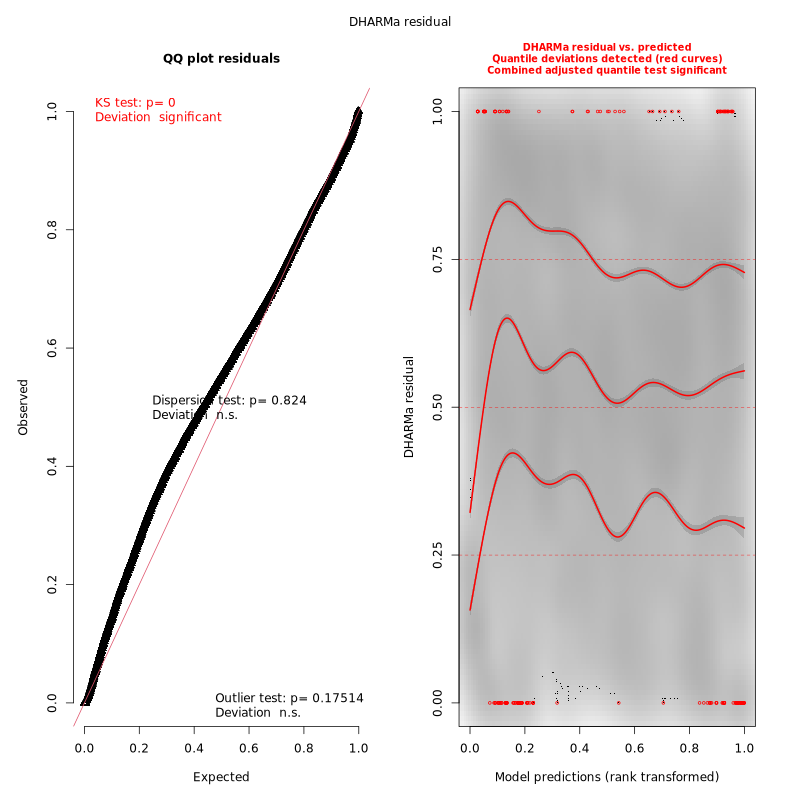 DHARMa residual
QQ plot residuals
KS test: p= 0
Deviation significant
Dispersion test: p= 0.824
Deviation n.s.
Outlier test: p= 0.17514
Deviation n.s.
Observed
0.0 0.2 0.4 0.6 0.8 1.0
0.0 0.2 0.4 0.6 0.8 1.0
Expected
DHARMa residual vs. predicted
Quantile deviations detected (red curves)
Combined adjusted quantile test significant
DHARMa residual
0.00 0.25 0.50 0.75 1.00
0.0 0.2 0.4 0.6 0.8 1.0
Model predictions (rank transformed)